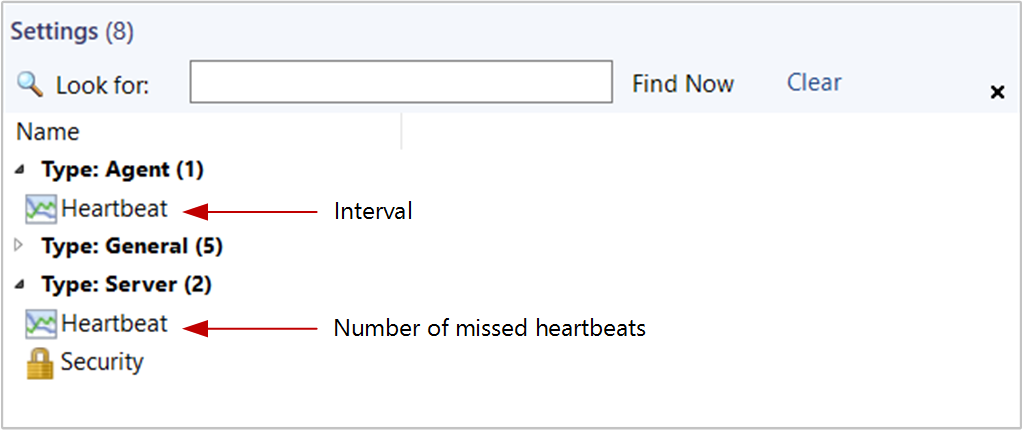 Settings (8)
Look for: Find Now Clear
Name
Type: Agent (1)
Heartbeat Interval
Type: General (5)
Type: Server (2)
Heartbeat Number of missed heartbeats
Security